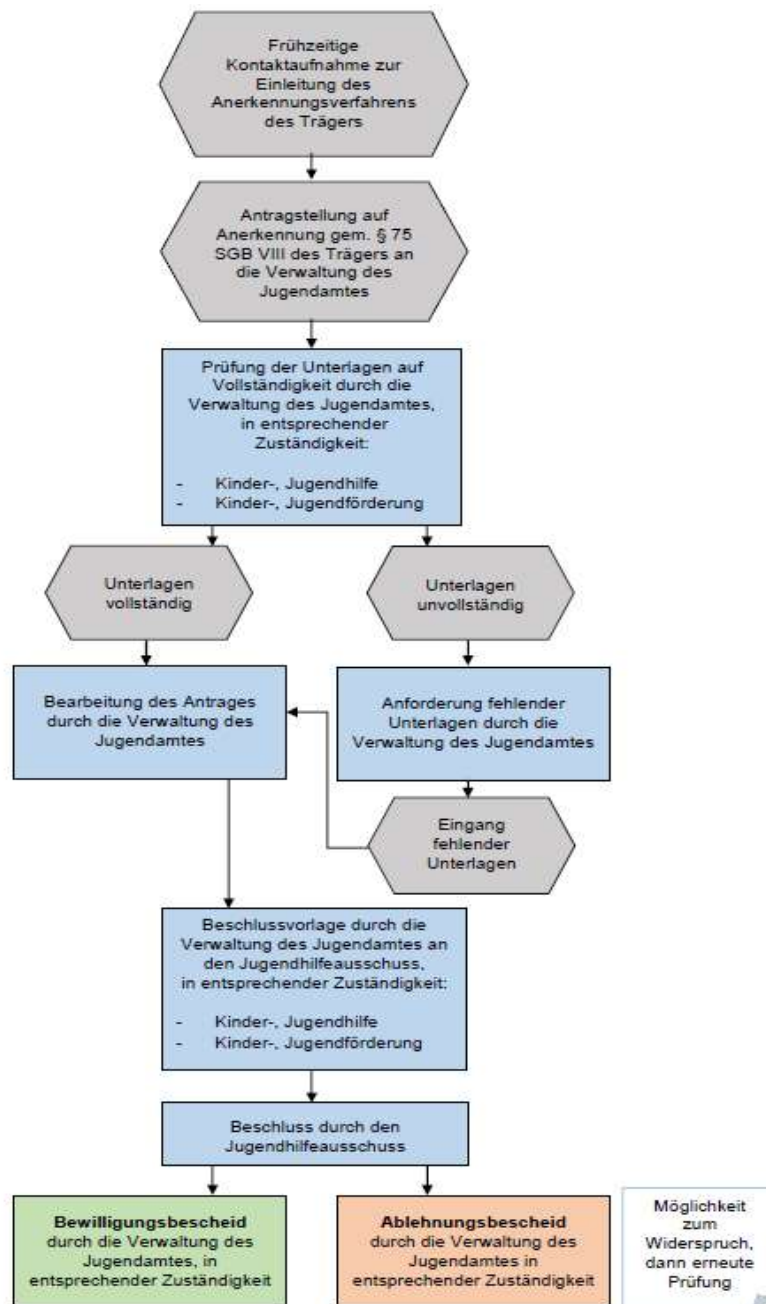 Frühzeitige
Kontaktaufnahme zur
Einleitung des
Anerkennungsverfahrens
des Trägers
Antragstellung auf
Anerkennung gem. § 75
SGB VIII des Trägers an
die Verwaltung des
Jugendamtes
Prüfung der Unterlagen auf
Vollständigkeit durch die
Verwaltung des Jugendamtes,
in entsprechender
Zuständigkeit:
- Kinder-, Jugendhilfe
- Kinder-, Jugendförderung
Unterlagen
vollständig
Unterlagen
unvollständig
Bearbeitung des Antrages
durch die Verwaltung des
Jugendamtes
Anforderung fehlender
Unterlagen durch die
Verwaltung des Jugendamtes
Eingang
fehlender
Unterlagen
Beschlussvorlage durch die
Verwaltung des Jugendamtes an
den Jugendhilfeausschuss,
in entsprechender Zuständigkeit:
- Kinder-, Jugendhilfe
- Kinder-, Jugendförderung
Beschluss durch den
Jugendhilfeausschuss
Bewilligungsbescheid
durch die Verwaltung des
Jugendamtes, in
entsprechender Zuständigkeit
Ablehnungsbescheid
durch die Verwaltung des
Jugendamtes in
entsprechender Zuständigkeit
Möglichkeit
zum
Widerspruch,
dann erneute
Prüfung